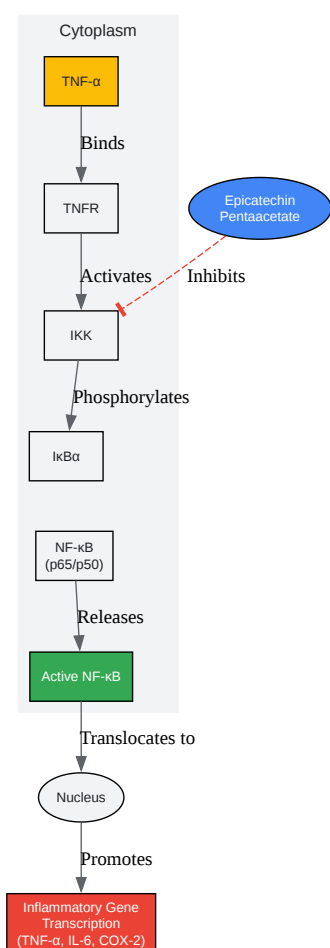 Cytoplasm
TNF-α
Binds
TNFR
Epicatechin
Pentaacetate
Activates
Inhibits
IKK
Phosphorylates
IκBα
NF-κB
(p65/p50)
Releases
Active NF-κB
Translocates to
Nucleus
Promotes
Inflammatory Gene
Transcription
(TNF-α, IL-6, COX-2)